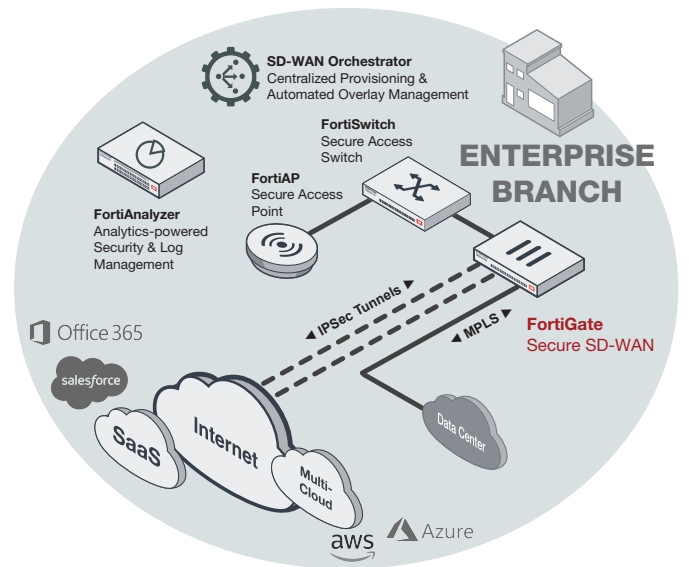 SD-WAN Orchestrator
Centralized Provisioning &
Automated Overlay Management
FortiSwitch
Secure Access
Switch
ENTERPRISE
BRANCH
FortiAP
Secure Access
Point
FortiAnalyzer
Analytics-powered
Security & Log
Management
◄ IPSec Tunnels ►
◄ MPLS ►
FortiGate
Secure SD-WAN
Office 365
salesforce
SaaS
Internet
Multi-
Cloud
Data Center
aws
Azure